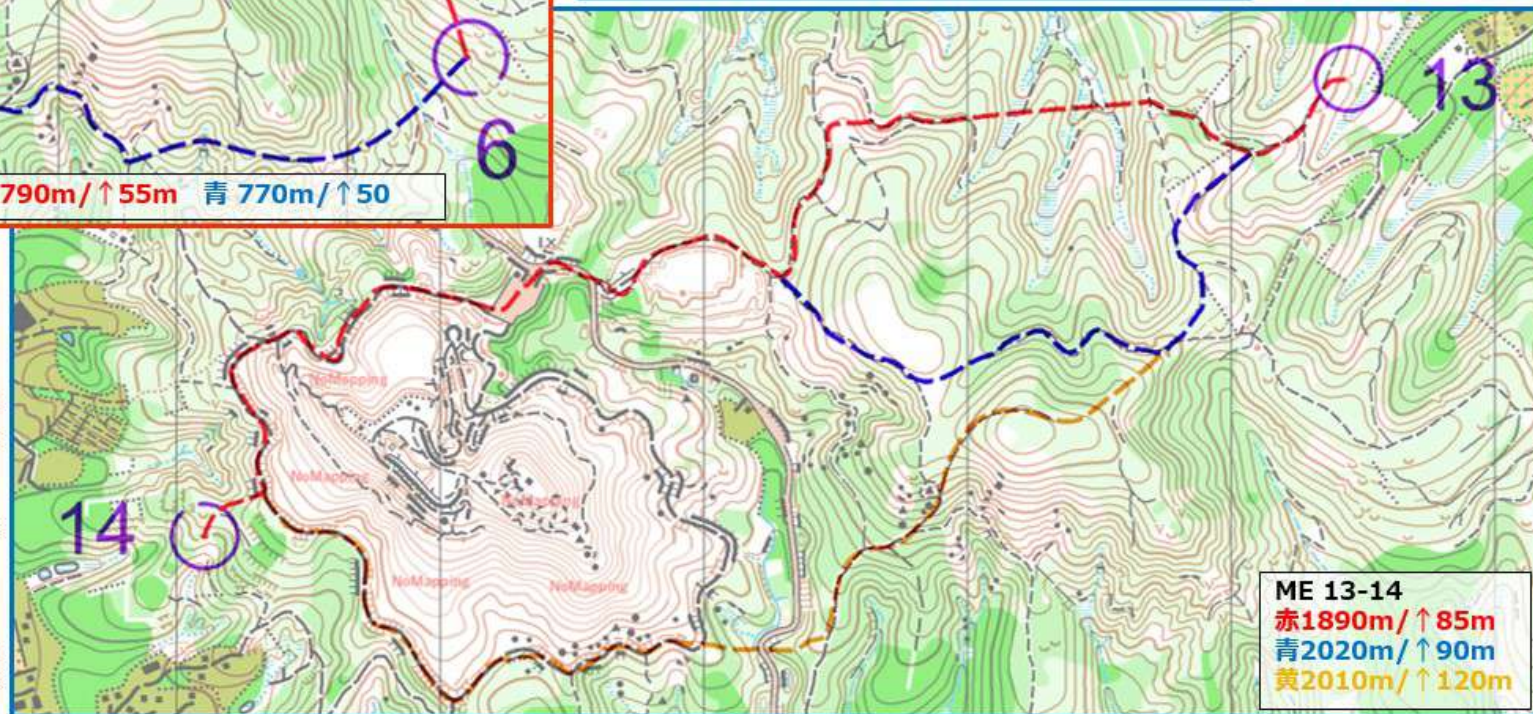 6
790m/↑55m 青 770m/↑50
13
NoMapping
NoMapping
NoMapping
14
NoMapping
NoMapping
ME 13-14
赤1890m/↑85m
青2020m/↑90m
黄2010m/↑120m